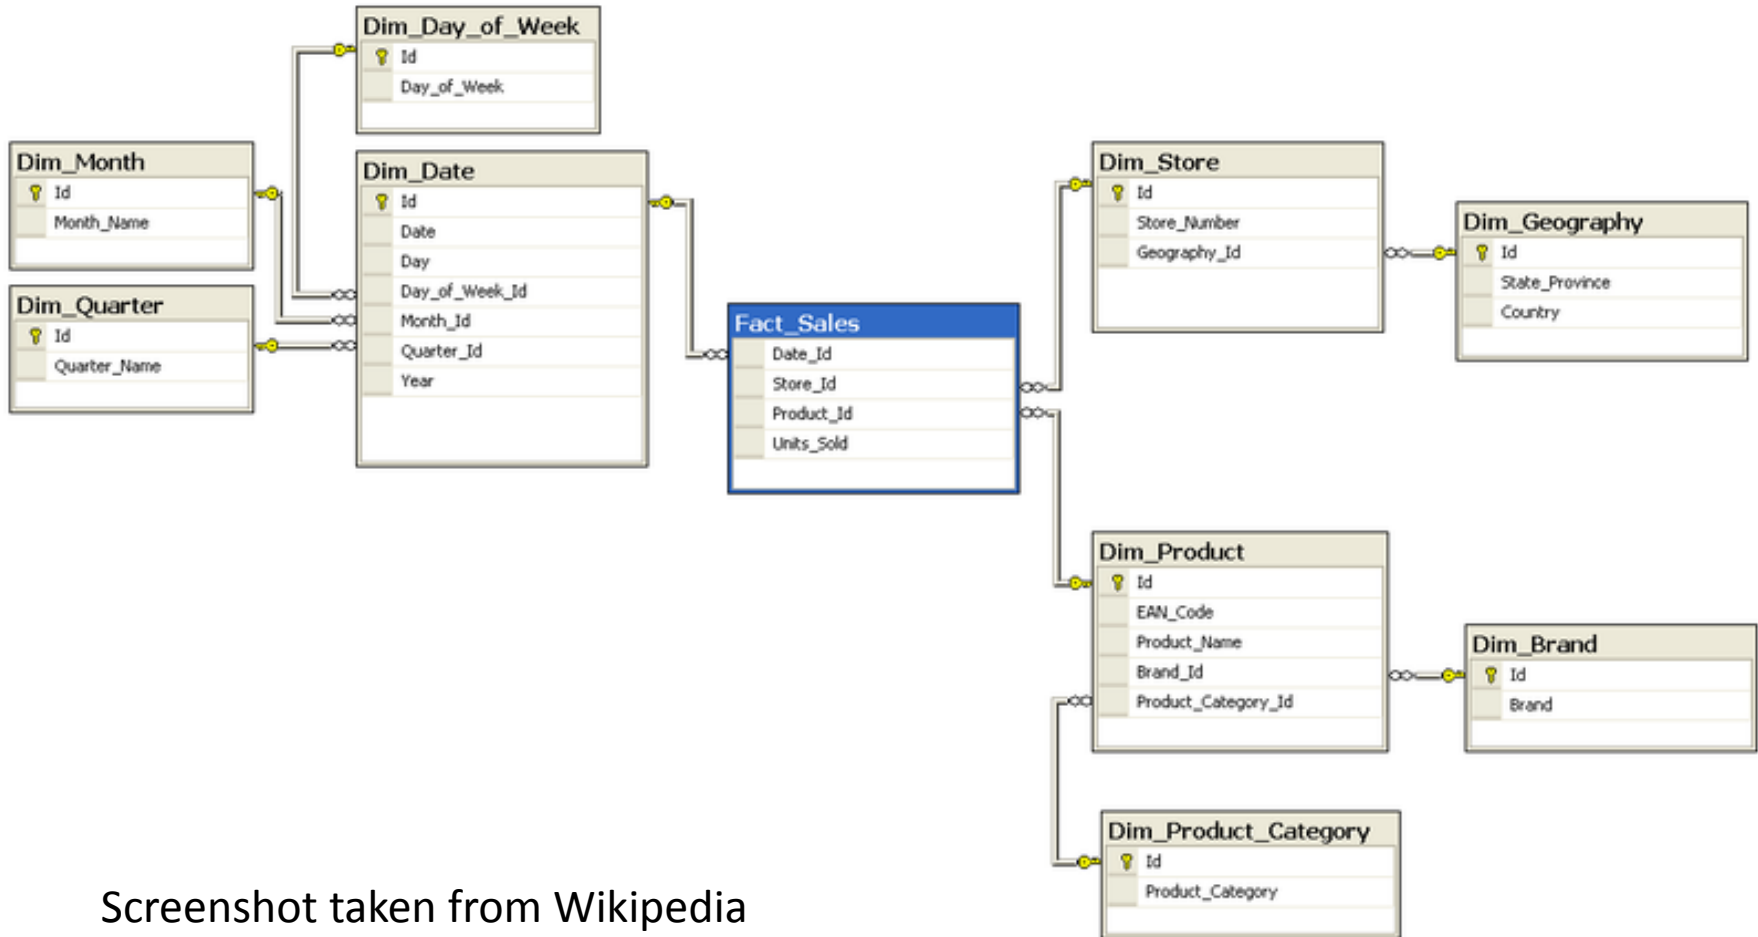 Dim_Day_of_Week
Id
Day_of_Week
Dim_Month
Id
Month_Name
Dim_Quarter
Id
Quarter_Name
Dim_Date
Id
Date
Day
Day_of_Week_Id
Month_Id
Quarter_Id
Year
Fact_Sales
Date_Id
Store_Id
Product_Id
Units_Sold
Dim_Store
Id
Store_Number
Geography_Id
Dim_Geography
Id
State_Province
Country
Dim_Product
Id
EAN_Code
Product_Name
Brand_Id
Product_Category_Id
Dim_Brand
Id
Brand
Dim_Product_Category
Id
Product_Category
Screenshot taken from Wikipedia